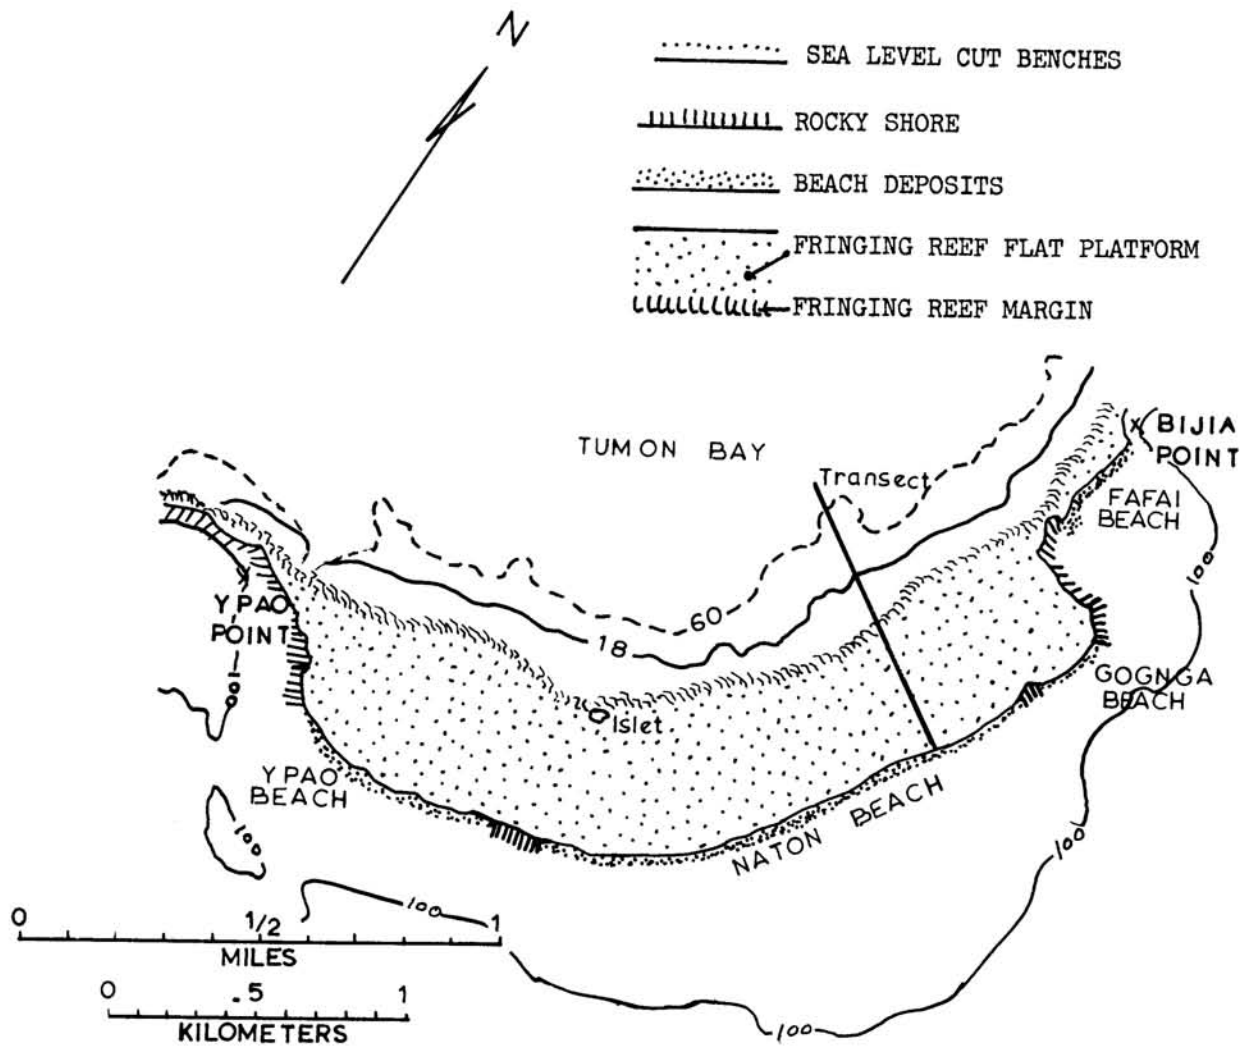 N
SEA LEVEL CUT BENCHES
ROCKY SHORE
BEACH DEPOSITS
FRINGING REEF FLAT PLATFORM
FRINGING REEF MARGIN
TUMON BAY
Transect
BIJIA
POINT
FAFAI
BEACH
100
YPAO
POINT
100
18
60
Islet
GOGNGA
BEACH
YPAO
BEACH
NATON BEACH
100
100
100
100
0 1/2 1
MILES
0 .5 1
KILOMETERS